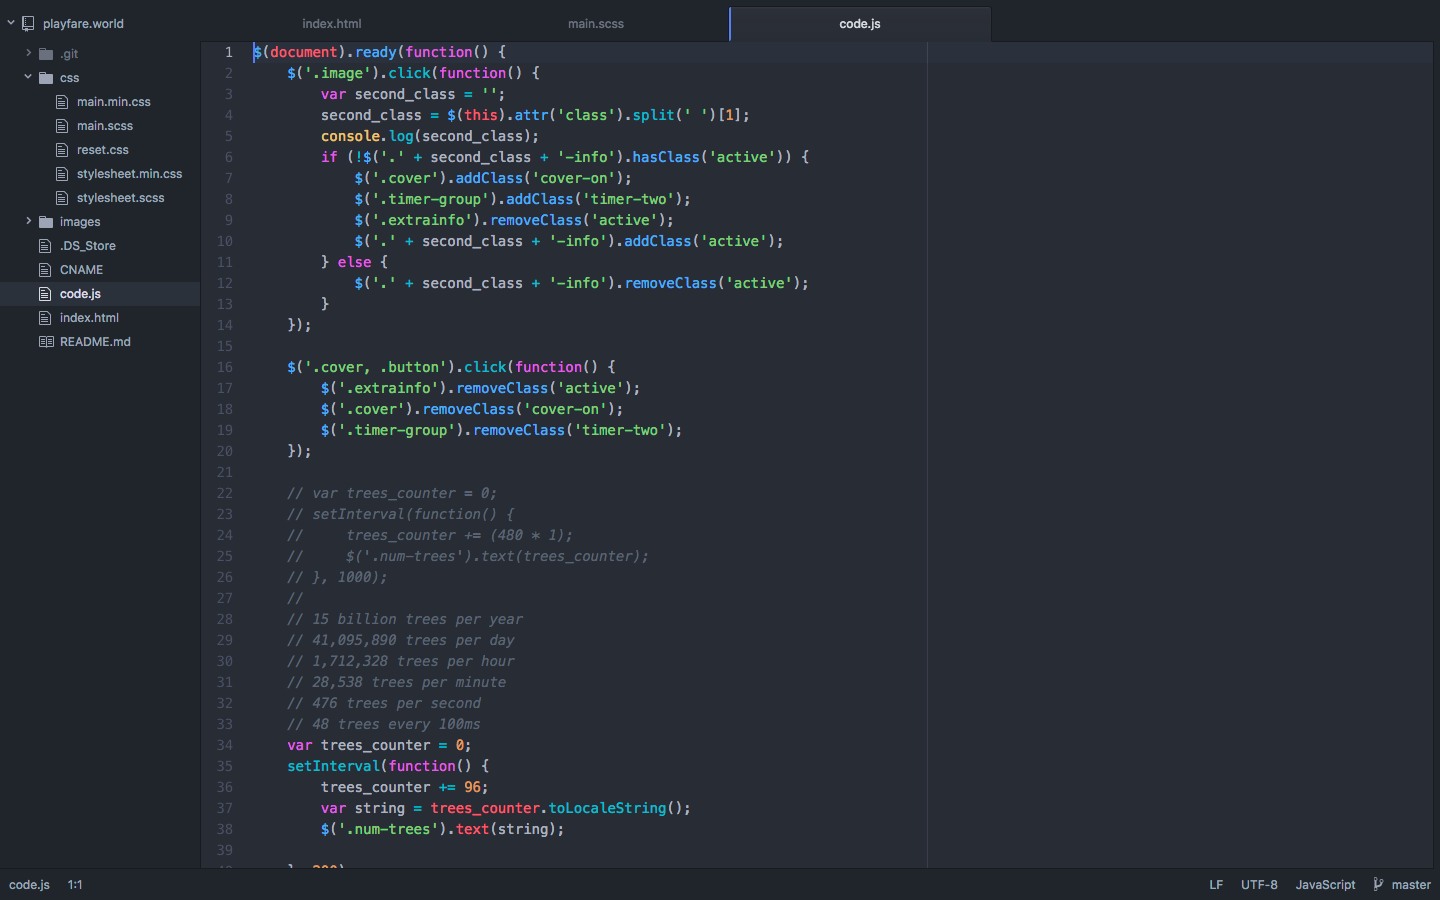 playfare.world
.git
css
main.min.css
main.scss
reset.css
stylesheet.min.css
stylesheet.scss
images
.DS_Store
CNAME
code.js
index.html
README.md
index.html main.scss code.js
1 $(document).ready(function() {
2     $('.image').click(function() {
3         var second_class = '';
4         second_class = $(this).attr('class').split(' ')[1];
5         console.log(second_class);
6         if (!$('.' + second_class + '-info').hasClass('active')) {
7             $('.cover').addClass('cover-on');
8             $('.timer-group').addClass('timer-two');
9             $('.extrainfo').removeClass('active');
10             $('.' + second_class + '-info').addClass('active');
11         } else {
12             $('.' + second_class + '-info').removeClass('active');
13         }
14     });
15
16     $('.cover, .button').click(function() {
17         $('.extrainfo').removeClass('active');
18         $('.cover').removeClass('cover-on');
19         $('.timer-group').removeClass('timer-two');
20     });
21
22     // var trees_counter = 0;
23     // setInterval(function() {
24     //     trees_counter += (480 * 1);
25     //     $('.num-trees').text(trees_counter);
26     // }, 1000);
27     //
28     // 15 billion trees per year
29     // 41,095,890 trees per day
30     // 1,712,328 trees per hour
31     // 28,538 trees per minute
32     // 476 trees per second
33     // 48 trees every 100ms
34     var trees_counter = 0;
35     setInterval(function() {
36         trees_counter += 96;
37         var string = trees_counter.toLocaleString();
38         $('.num-trees').text(string);
39
code.js 1:1 LF UTF-8 JavaScript master